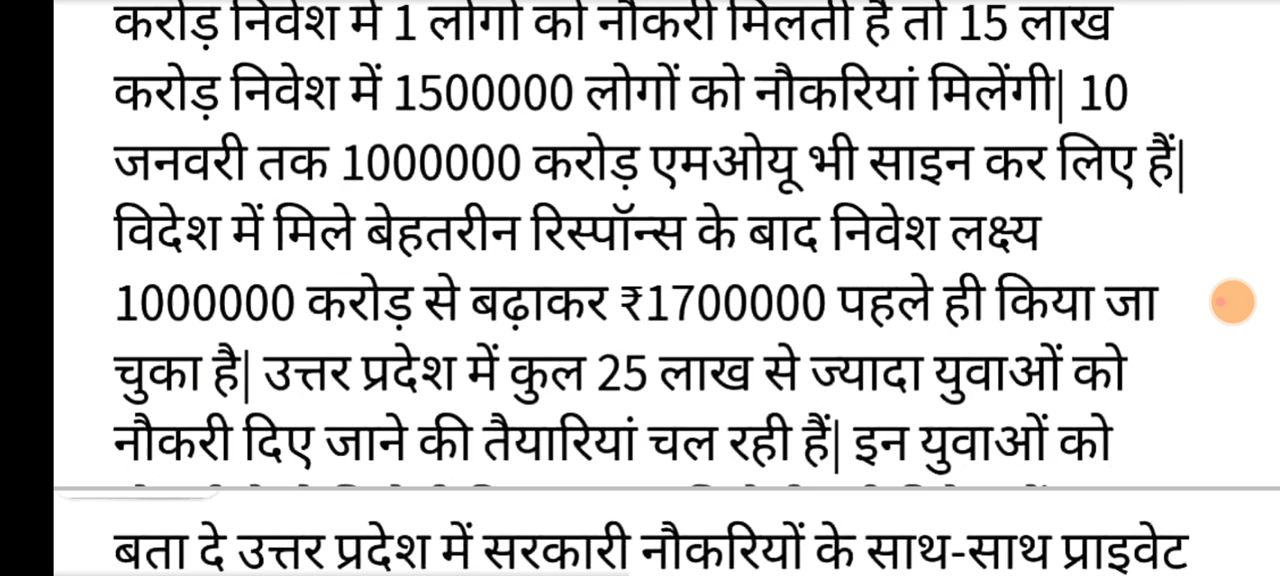 करोड़ निवेश में 1 लोगों को नौकरी मिलती है तो 15 लाख
करोड़ निवेश में 1500000 लोगों को नौकरियां मिलेंगी| 10
जनवरी तक 1000000 करोड़ एमओयू भी साइन कर लिए हैं|
विदेश में मिले बेहतरीन रिस्पॉन्स के बाद निवेश लक्ष्य
1000000 करोड़ से बढ़ाकर ₹1700000 पहले ही किया जा
चुका है| उत्तर प्रदेश में कुल 25 लाख से ज्यादा युवाओं को
नौकरी दिए जाने की तैयारियां चल रही हैं| इन युवाओं को
बता दे उत्तर प्रदेश में सरकारी नौकरियों के साथ-साथ प्राइवेट